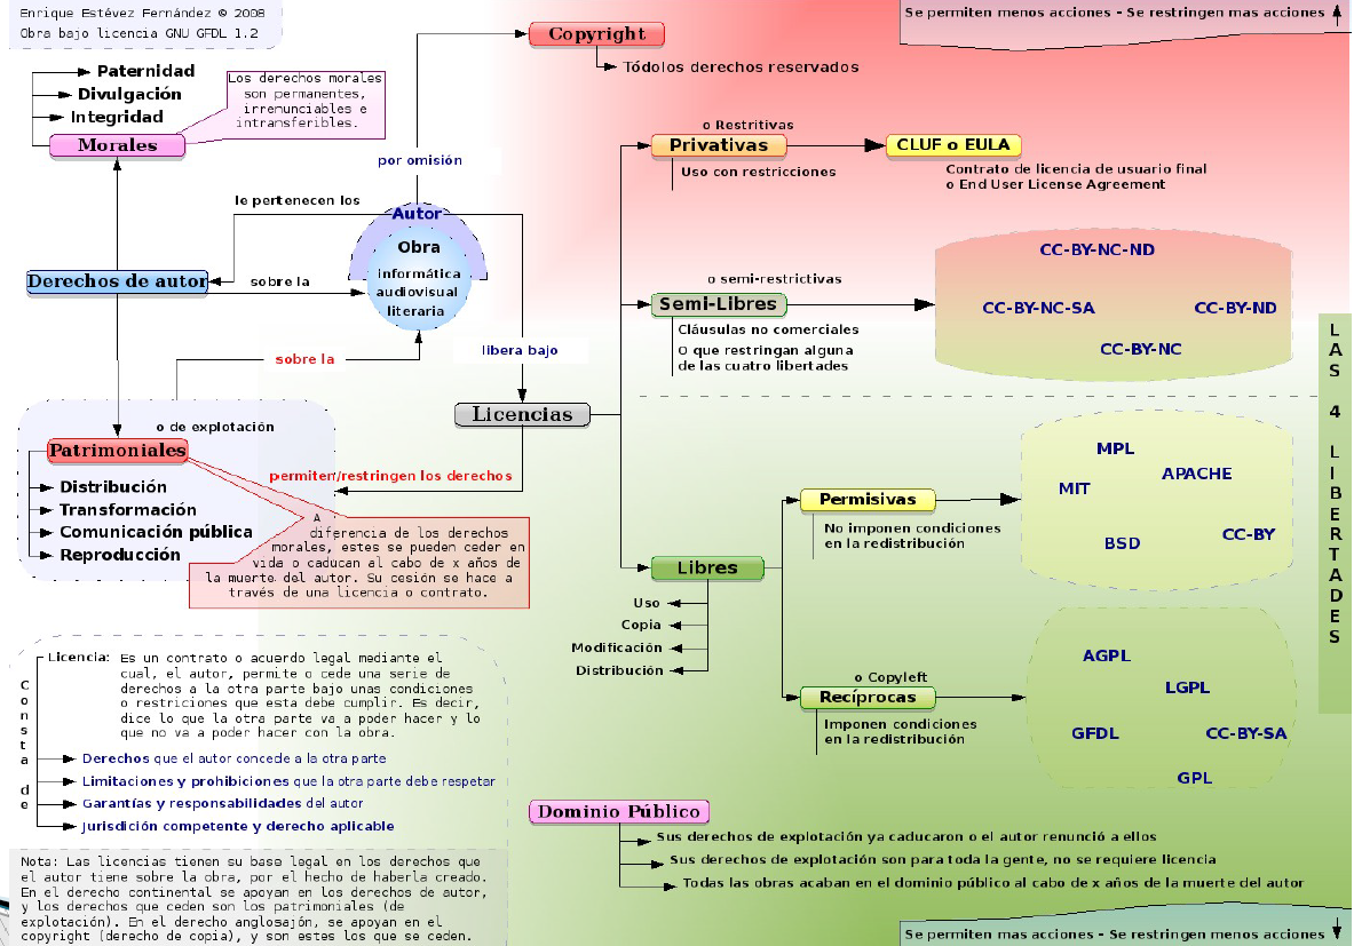 Enrique Estévez Fernández © 2008
Obra bajo licencia GNU GFDL 1.2
Se permiten menos acciones - Se restringen mas acciones
Copyright
Tódolos derechos reservados
Paternidad
Divulgación
Integridad
Morales
Los derechos morales
son permanentes,
irrenunciables e
intransferibles.
por omisión
o Restritivas
Privativas
Uso con restricciones
CLUF o EULA
Contrato de licencia de usuario final
o End User License Agreement
le pertenecen los
Autor
Obra
informática
audiovisual
literaria
Derechos de autor
sobre la
sobre la
libera bajo
o semi-restrictivas
Semi-Libres
Cláusulas no comerciales
O que restringan alguna
de las cuatro libertades
CC-BY-NC-ND
CC-BY-NC-SA
CC-BY-ND
CC-BY-NC
LAS 4 LIBERTADES
Licencias
permiten/restringen los derechos
o de explotación
Patrimoniales
Distribución
Transformación
Comunicación pública
Reproducción
A
diferencia de los derechos
morales, estes se pueden ceder en
vida o caducan al cabo de x años de
la muerte del autor. Su cesión se hace a
través de una licencia o contrato.
Permisivas
No imponen condiciones
en la redistribución
MPL
APACHE
MIT
CC-BY
BSD
Libres
Uso
Copia
Modificación
Distribución
o Copyleft
Recíprocas
Imponen condiciones
en la redistribución
AGPL
LGPL
GFDL
CC-BY-SA
GPL
Consta de
Licencia: Es un contrato o acuerdo legal mediante el
cual, el autor, permite o cede una serie de
derechos a la otra parte bajo unas condiciones
o restriciones que esta debe cumplir. Es decir,
dice lo que la otra parte va a poder hacer y lo
que no va a poder hacer con la obra.
Derechos que el autor concede a la otra parte
Limitaciones y prohibiciones que la otra parte debe respetar
Garantías y responsabilidades del autor
Jurisdición competente y derecho aplicable
Dominio Público
Sus derechos de explotación ya caducaron o el autor renunció a ellos
Sus derechos de explotación son para toda la gente, no se requiere licencia
Todas las obras acaban en el dominio público al cabo de x años de la muerte del autor
Nota: Las licencias tienen su base legal en los derechos que
el autor tiene sobre la obra, por el hecho de haberla creado.
En el derecho continental se apoyan en los derechos de autor,
y los derechos que ceden son los patrimoniales (de
explotación). En el derecho anglosajón, se apoyan en el
copyright (derecho de copia), y son estes los que se ceden.
Se permiten mas acciones - Se restringen menos acciones